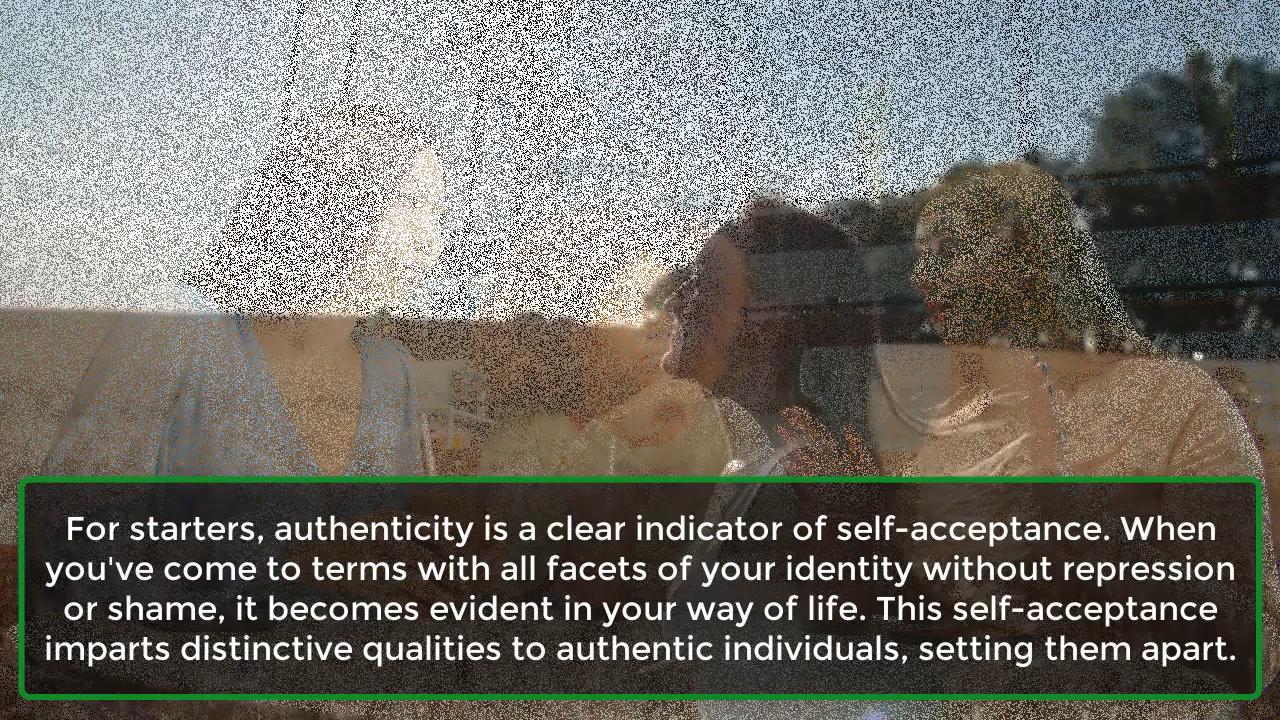 For starters, authenticity is a clear indicator of self-acceptance. When
you've come to terms with all facets of your identity without repression
or shame, it becomes evident in your way of life. This self-acceptance
imparts distinctive qualities to authentic individuals, setting them apart.